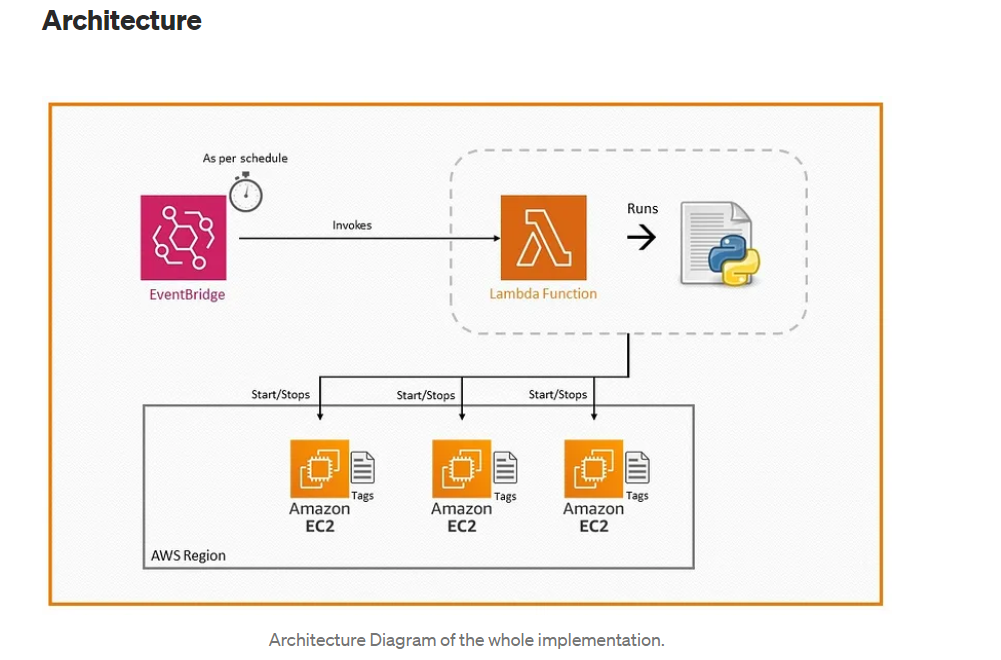 Architecture
As per schedule
Invokes
Runs
EventBridge
Lambda Function
Start/Stops
Start/Stops
Start/Stops
Tags
Tags
Tags
Amazon
EC2
Amazon
EC2
Amazon
EC2
AWS Region
Architecture Diagram of the whole implementation.